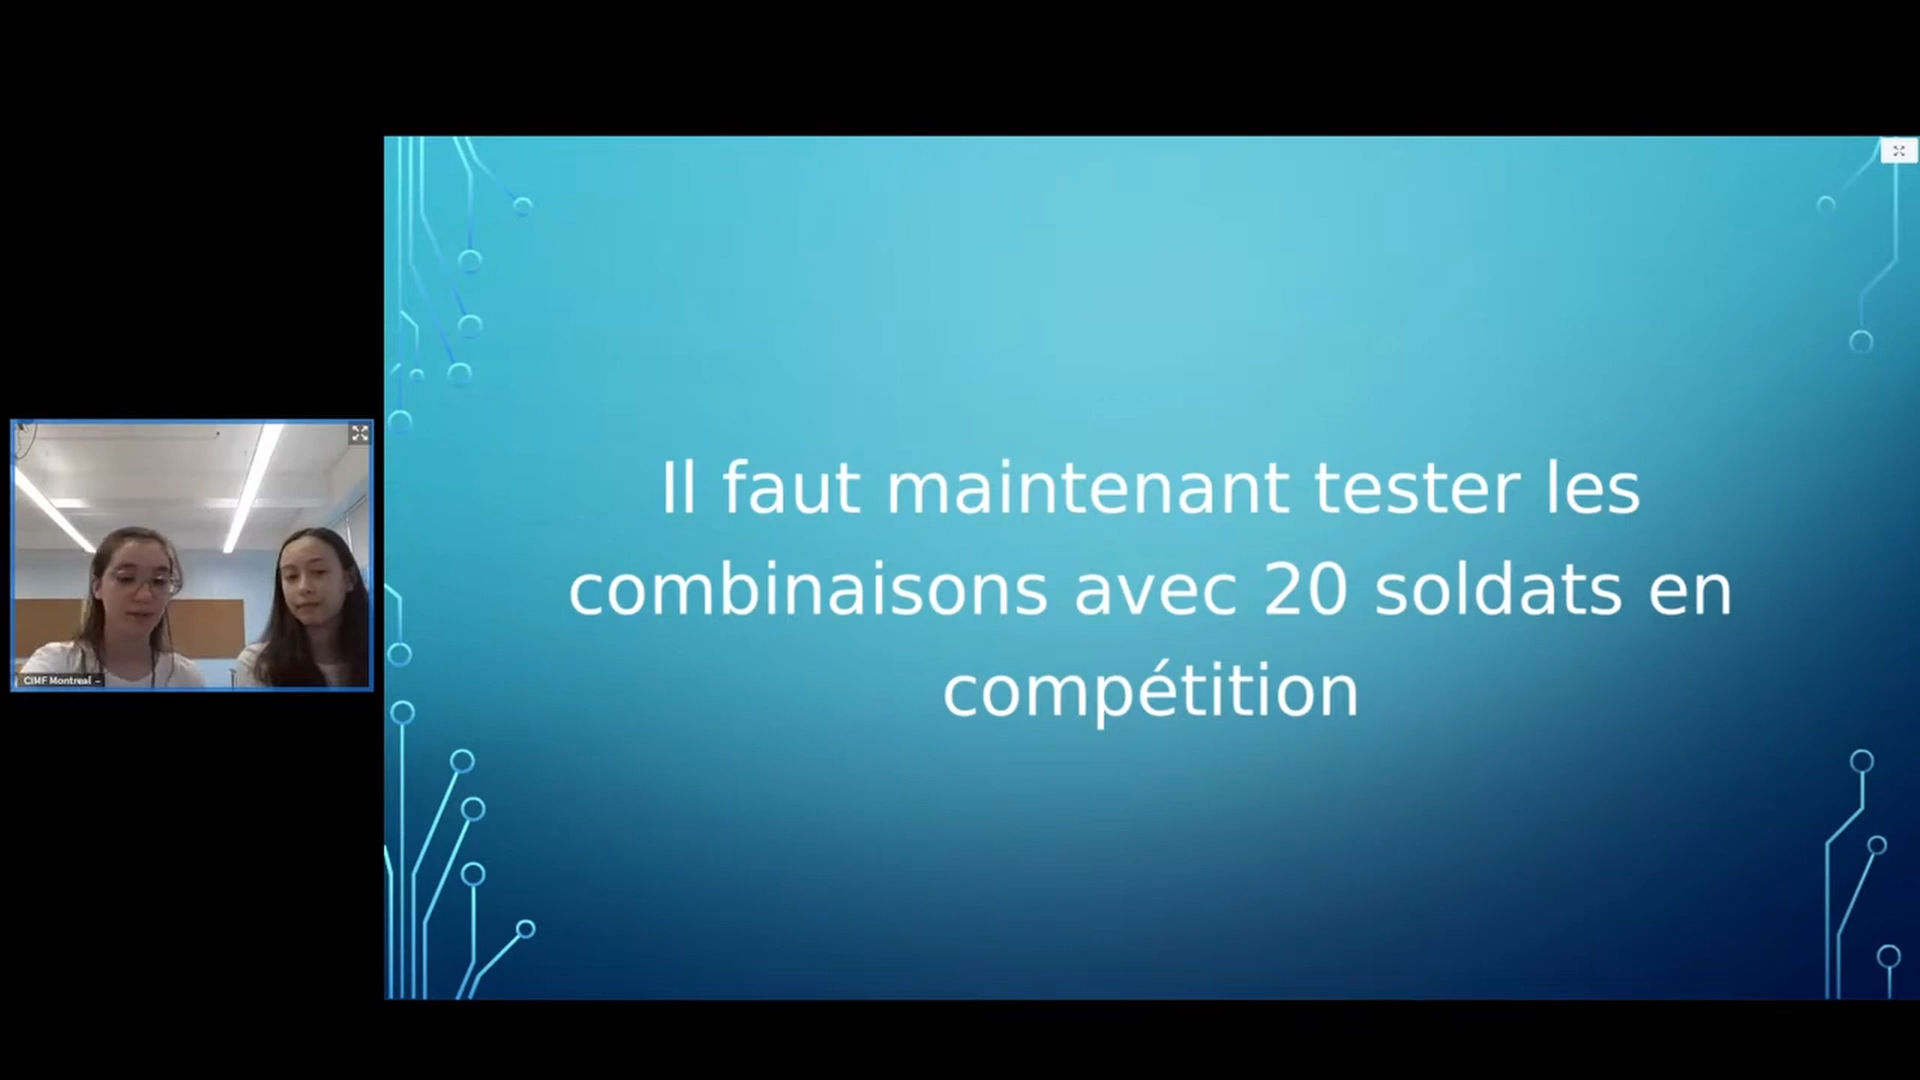 Il faut maintenant tester les
combinaisons avec 20 soldats en
compétition
CIMF Montreal –